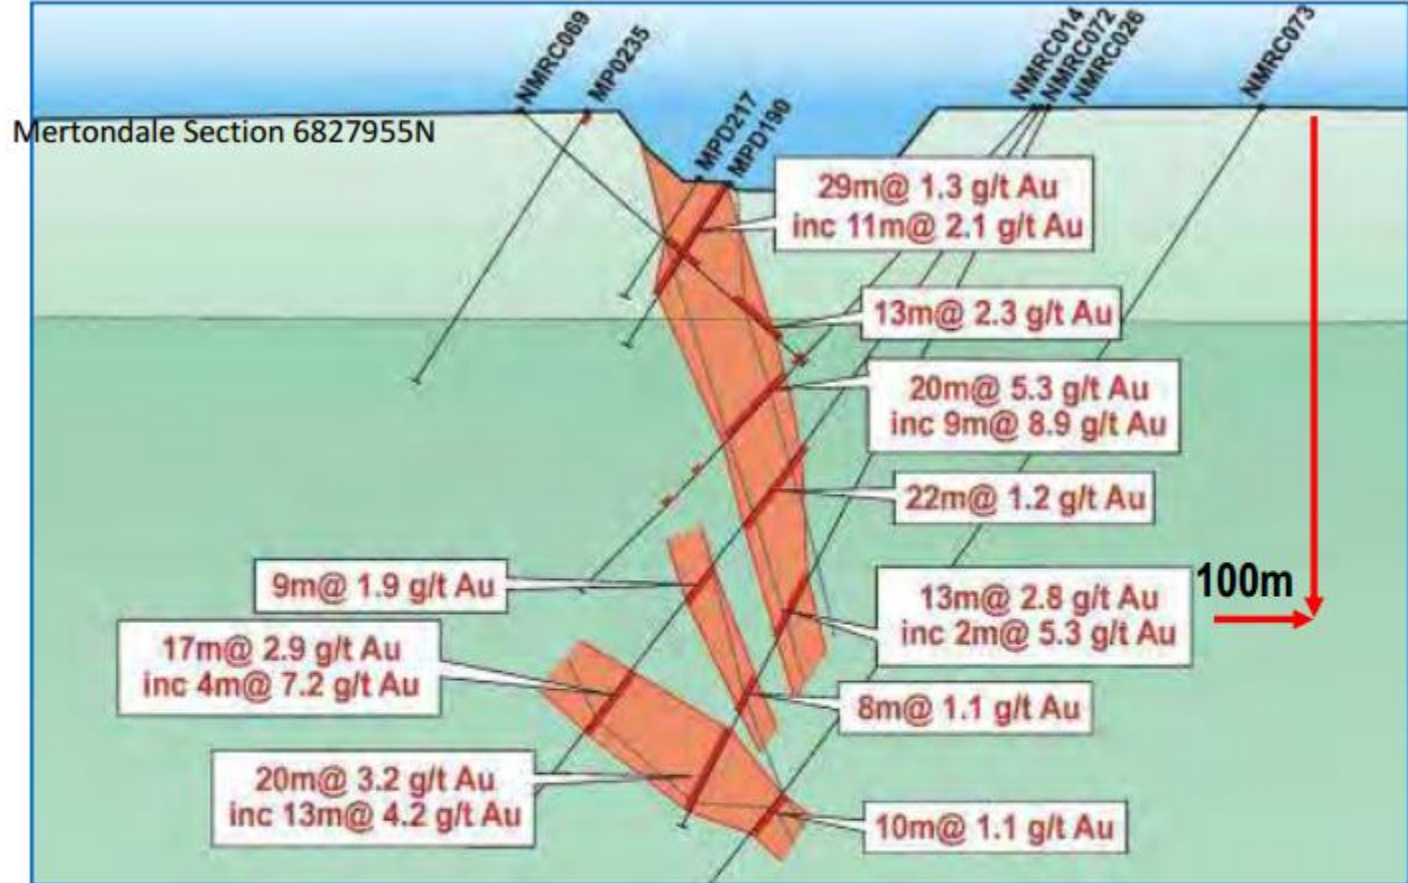 NMRC069
MP0235
MPD217
MPD190
NMRC014
NMRC072
NMRC026
NMRC073
Mertondale Section 6827955N
29m@ 1.3 g/t Au
inc 11m@ 2.1 g/t Au
13m@ 2.3 g/t Au
20m@ 5.3 g/t Au
inc 9m@ 8.9 g/t Au
22m@ 1.2 g/t Au
9m@ 1.9 g/t Au
100m
13m@ 2.8 g/t Au
inc 2m@ 5.3 g/t Au
17m@ 2.9 g/t Au
inc 4m@ 7.2 g/t Au
8m@ 1.1 g/t Au
20m@ 3.2 g/t Au
inc 13m@ 4.2 g/t Au
10m@ 1.1 g/t Au